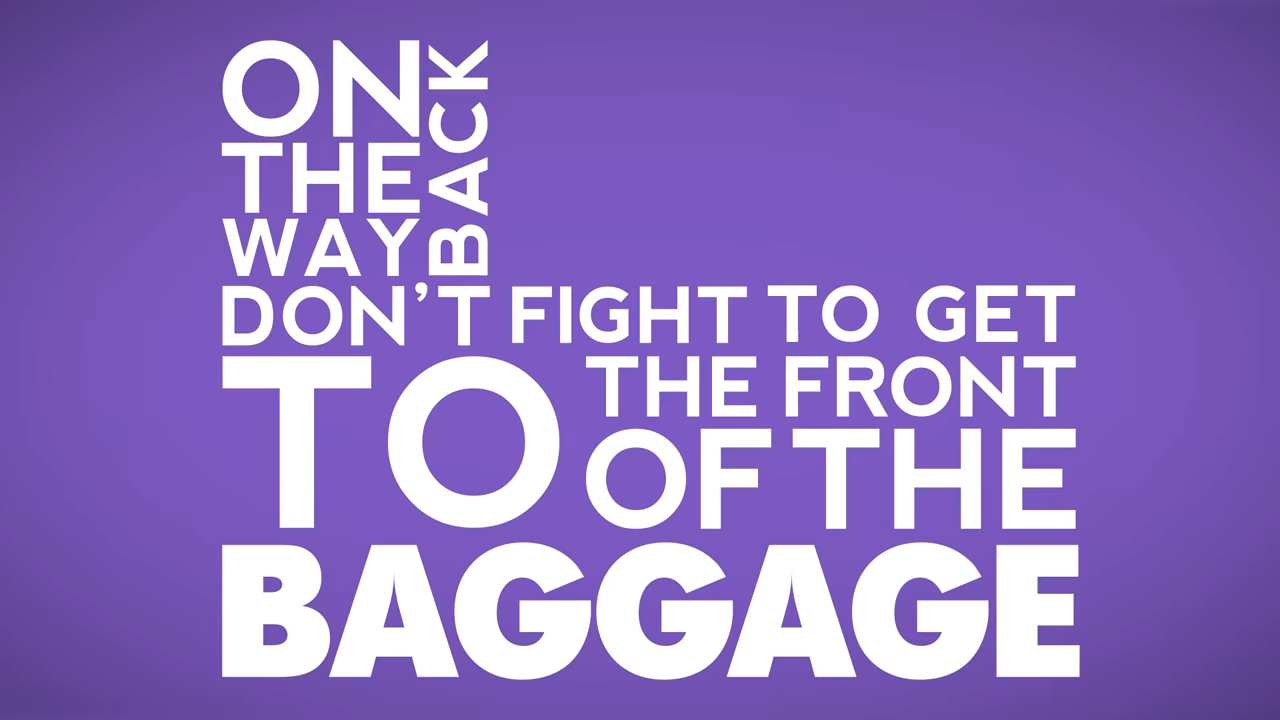 ON
THE
WAY
BACK
DON'T FIGHT TO GET
TO THE FRONT
OF THE
BAGGAGE